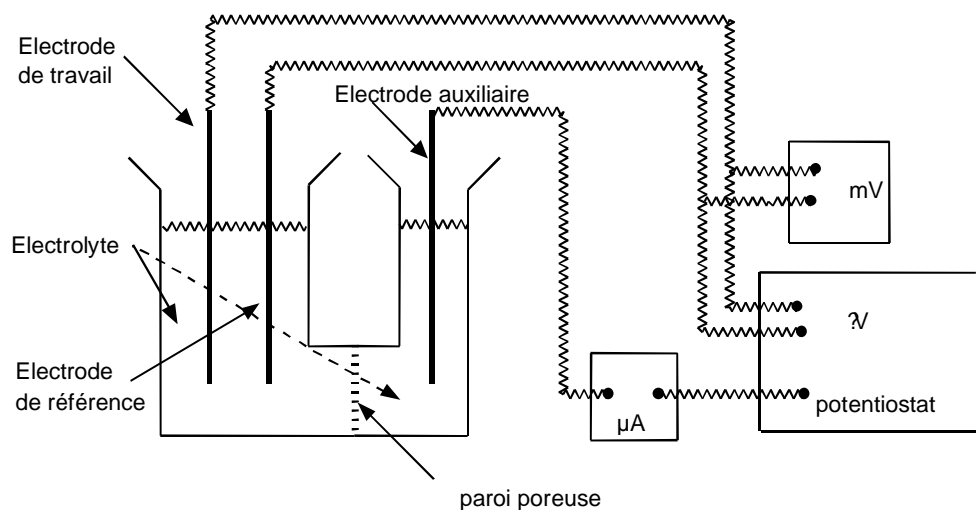 Electrode
de travail
Electrode auxiliaire
mV
Electrolyte
?V
Electrode
de référence
potentiostat
µA
paroi poreuse